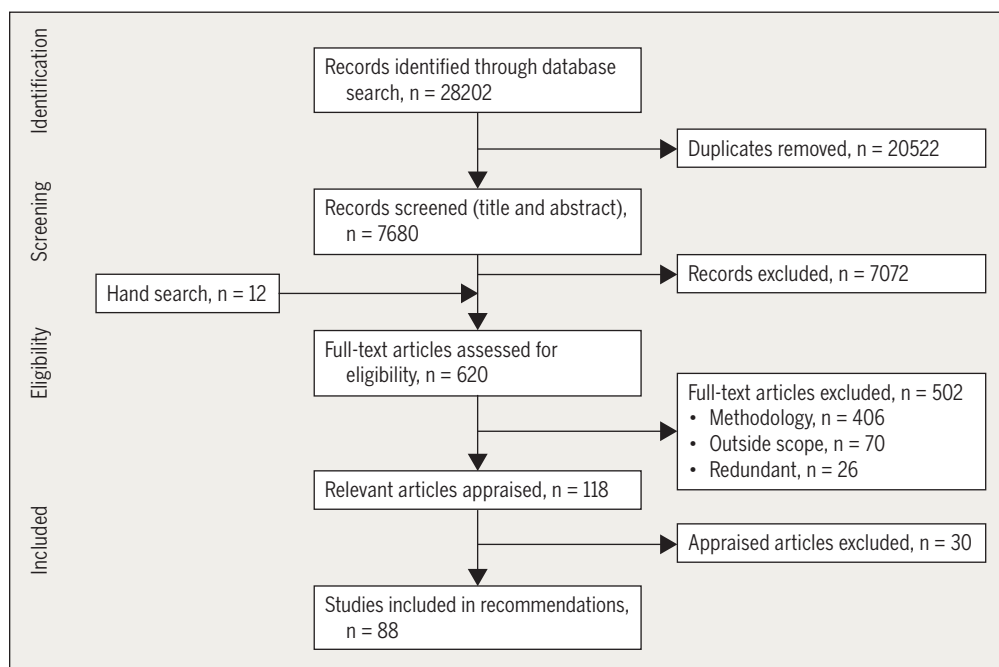 Identification
Records identified through database
search, n = 28202
Duplicates removed, n = 20522
Screening
Records screened (title and abstract),
n = 7680
Records excluded, n = 7072
Hand search, n = 12
Eligibility
Full-text articles assessed for
eligibility, n = 620
Full-text articles excluded, n = 502
• Methodology, n = 406
• Outside scope, n = 70
• Redundant, n = 26
Relevant articles appraised, n = 118
Included
Appraised articles excluded, n = 30
Studies included in recommendations,
n = 88